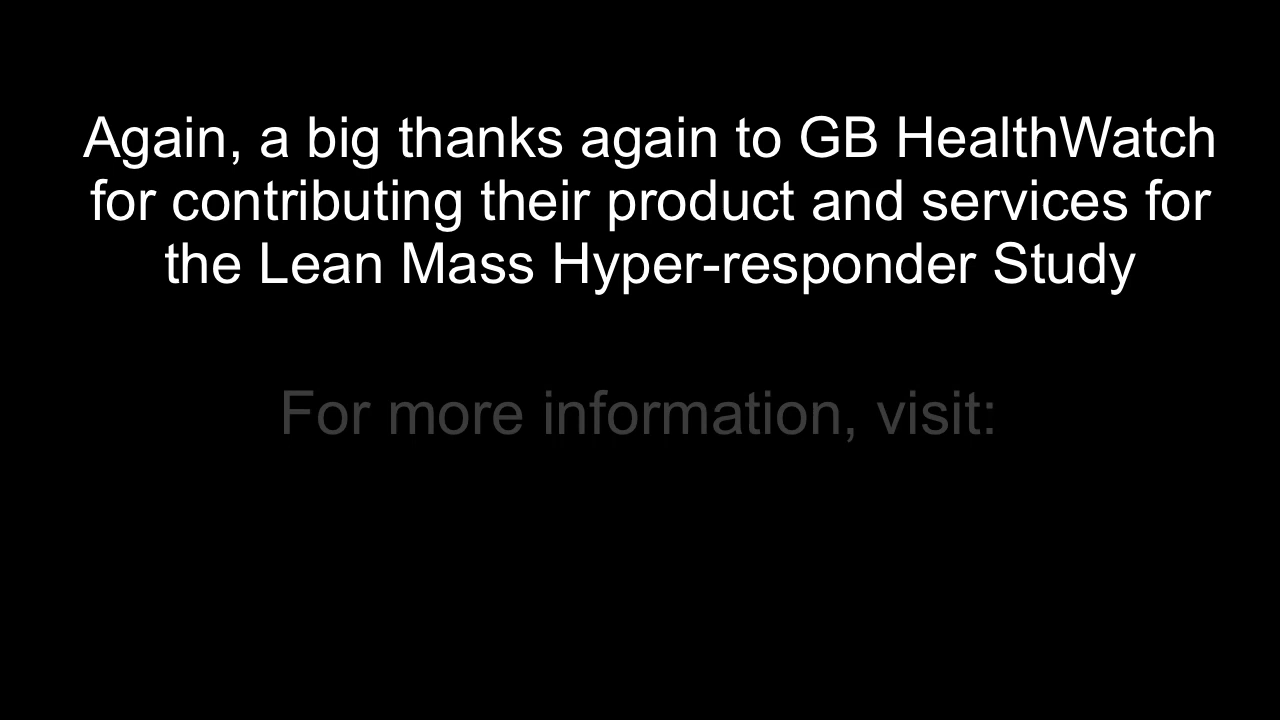 Again, a big thanks again to GB HealthWatch
for contributing their product and services for
the Lean Mass Hyper-responder Study
For more information, visit: